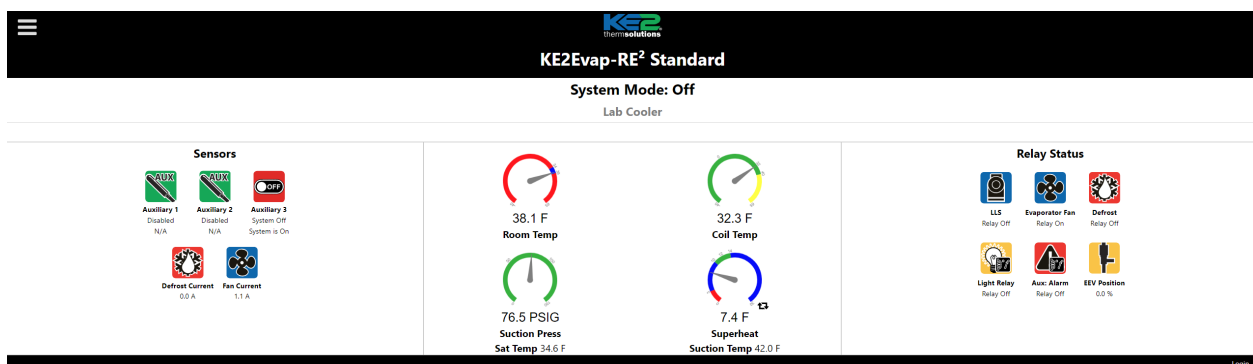 KE2
thermsolutions
KE2Evap-RE² Standard
System Mode: Off
Lab Cooler
Sensors
AUX
AUX
OFF
Auxiliary 1
Auxiliary 2
Auxiliary 3
Disabled
Disabled
System Off
N/A
N/A
System is On
Defrost Current
Fan Current
0.0 A
1.1 A
38.1 F
Room Temp
32.3 F
Coil Temp
76.5 PSIG
Suction Press
Sat Temp 34.6 F
7.4 F
Superheat
Suction Temp 42.0 F
Relay Status
LLS
Evaporator Fan
Defrost
Relay Off
Relay On
Relay Off
Light Relay
Aux: Alarm
EEV Position
Relay Off
Relay Off
0.0 %
Login